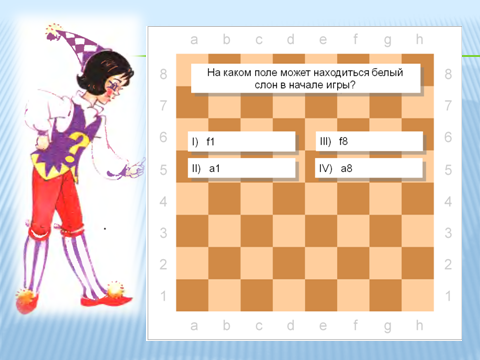 a b c d e f g h
8 На каком поле может находиться белый 8
слон в начале игры?
7 7
6 I) f1 III) f8 6
5 II) a1 IV) a8 5
4 4
3 3
2 2
1 1
a b c d e f g h